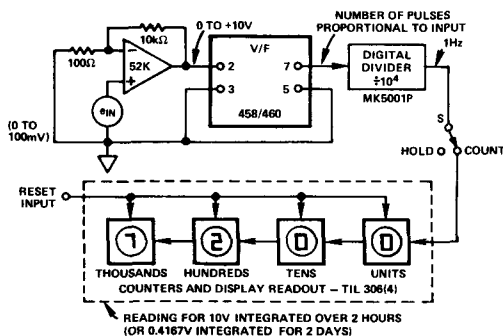 NUMBER OF PULSES
PROPORTIONAL TO INPUT
0 TO +10V
10kΩ
1Hz
100Ω
52K
V/F
2
7
3
5
458/460
DIGITAL
DIVIDER
÷10⁴
MK5001P
eIN
(0 TO
100mV)
S
HOLD
COUNT
RESET
INPUT
7
2
0
0
THOUSANDS
HUNDREDS
TENS
UNITS
COUNTERS AND DISPLAY READOUT – TIL 306(4)
READING FOR 10V INTEGRATED OVER 2 HOURS
(OR 0.4167V INTEGRATED FOR 2 DAYS)